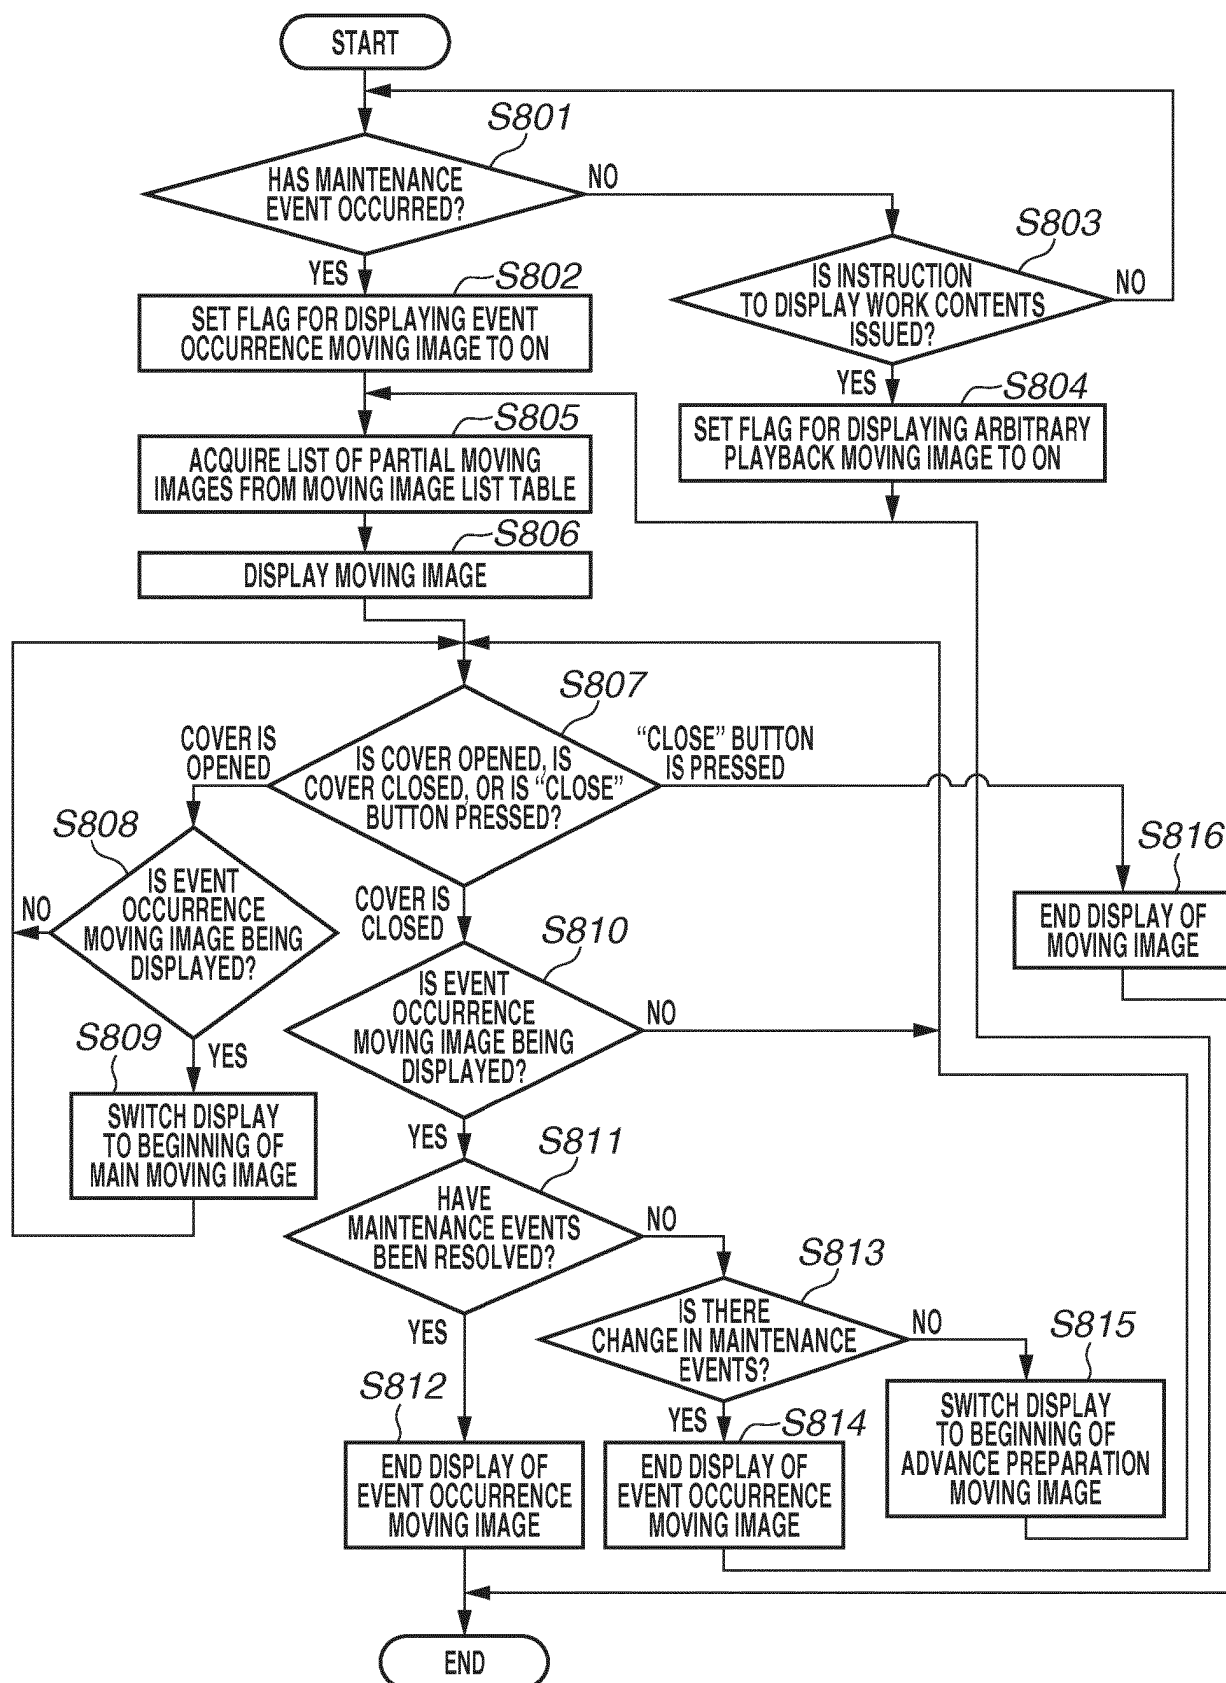 START
S801
HAS MAINTENANCE
EVENT OCCURRED?
NO
YES
S803
IS INSTRUCTION
TO DISPLAY WORK CONTENTS
ISSUED?
NO
YES
S802
SET FLAG FOR DISPLAYING EVENT
OCCURRENCE MOVING IMAGE TO ON
S804
SET FLAG FOR DISPLAYING ARBITRARY
PLAYBACK MOVING IMAGE TO ON
S805
ACQUIRE LIST OF PARTIAL MOVING
IMAGES FROM MOVING IMAGE LIST TABLE
S806
DISPLAY MOVING IMAGE
S807
IS COVER OPENED, IS
COVER CLOSED, OR IS “CLOSE”
BUTTON PRESSED?
COVER IS
OPENED
“CLOSE” BUTTON
IS PRESSED
COVER IS
CLOSED
S808
IS EVENT
OCCURRENCE
MOVING IMAGE BEING
DISPLAYED?
NO
YES
S816
END DISPLAY OF
MOVING IMAGE
S809
SWITCH DISPLAY
TO BEGINNING OF
MAIN MOVING IMAGE
S810
IS EVENT
OCCURRENCE
MOVING IMAGE BEING
DISPLAYED?
NO
YES
S811
HAVE
MAINTENANCE EVENTS
BEEN RESOLVED?
NO
YES
S813
IS THERE
CHANGE IN MAINTENANCE
EVENTS?
NO
YES
S812
END DISPLAY OF
EVENT OCCURRENCE
MOVING IMAGE
S814
END DISPLAY OF
EVENT OCCURRENCE
MOVING IMAGE
S815
SWITCH DISPLAY
TO BEGINNING OF
ADVANCE PREPARATION
MOVING IMAGE
END